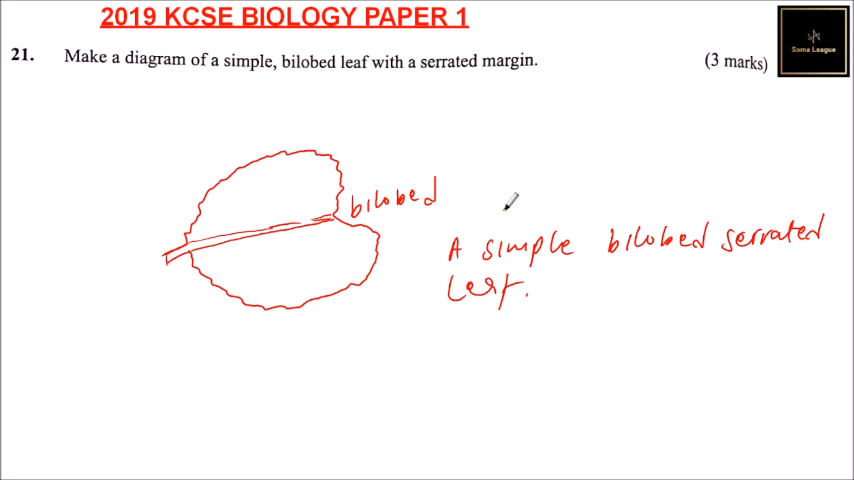 2019 KCSE BIOLOGY PAPER 1
Soma League
21. Make a diagram of a simple, bilobed leaf with a serrated margin. (3 marks)
bilobed
A simple bilobed serrated
Leaf.